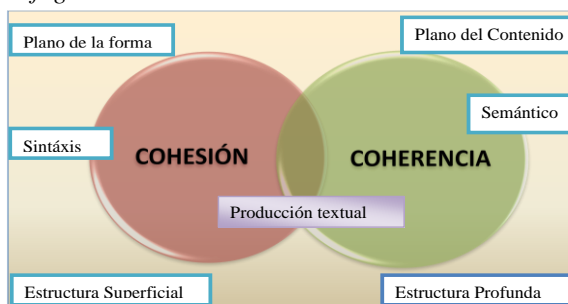 Plano de la forma
Plano del Contenido
Semántico
Sintáxis
COHESIÓN
COHERENCIA
Producción textual
Estructura Superficial
Estructura Profunda